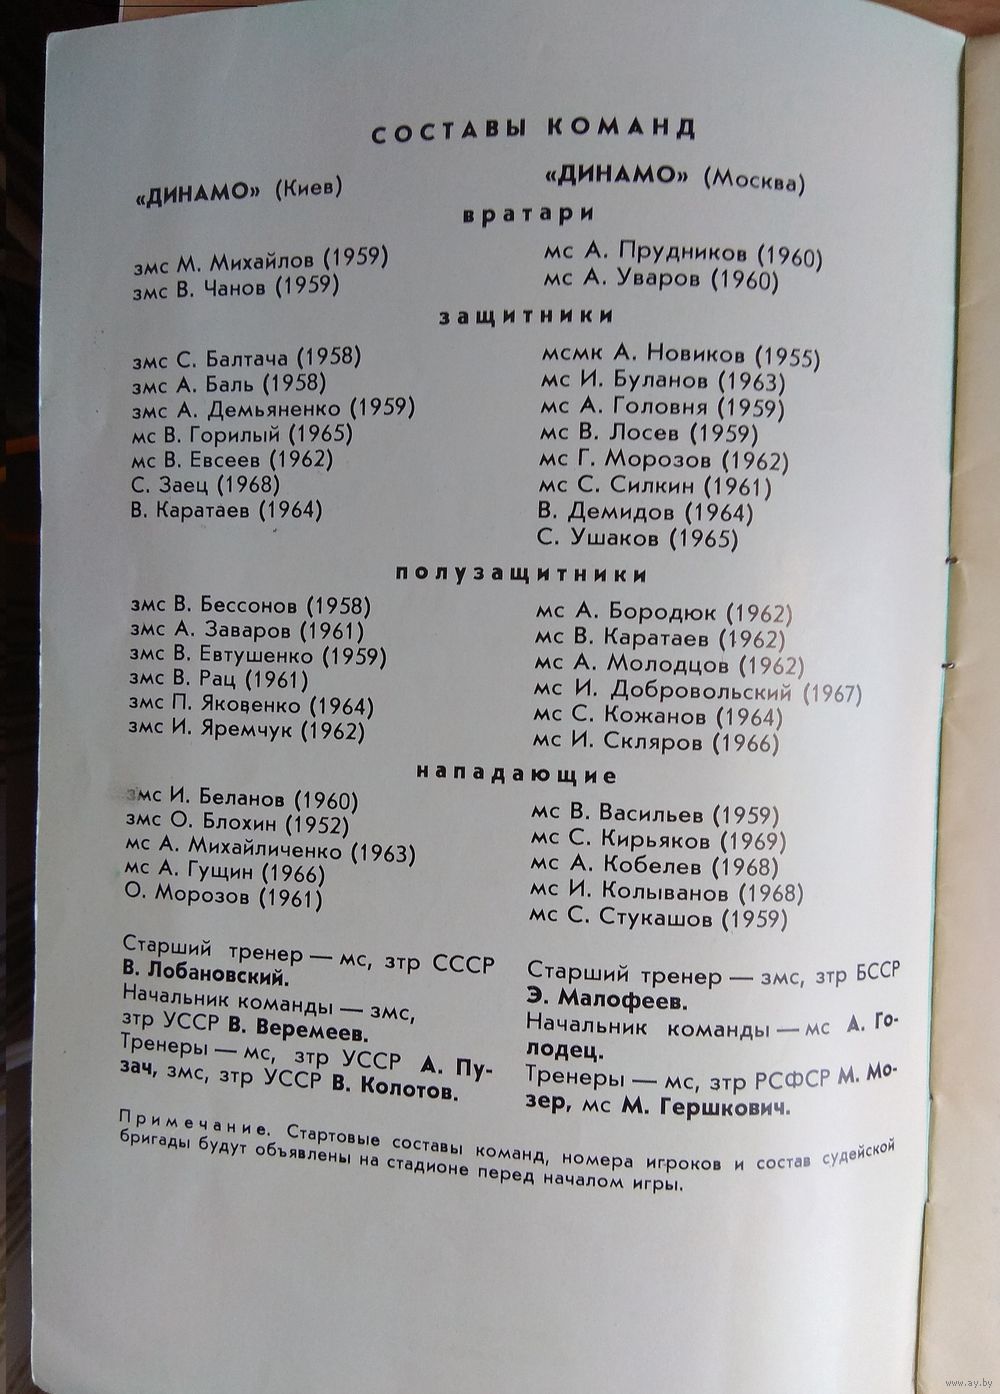 СОСТАВЫ КОМАНД
«ДИНАМО» (Киев)
«ДИНАМО» (Москва)
вратари
змс М. Михайлов (1959)
змс В. Чанов (1959)
мс А. Прудников (1960)
мс А. Уваров (1960)
защитники
змс С. Балтача (1958)
змс А. Баль (1958)
змс А. Демьяненко (1959)
мс В. Горилый (1965)
мс В. Евсеев (1962)
С. Заец (1968)
В. Каратаев (1964)
мсмк А. Новиков (1955)
мс И. Буланов (1963)
мс А. Головня (1959)
мс В. Лосев (1959)
мс Г. Морозов (1962)
мс С. Силкин (1961)
В. Демидов (1964)
С. Ушаков (1965)
полузащитники
змс В. Бессонов (1958)
змс А. Заваров (1961)
змс В. Евтушенко (1959)
змс В. Рац (1961)
змс П. Яковенко (1964)
змс И. Яремчук (1962)
мс А. Бородюк (1962)
мс В. Каратаев (1962)
мс А. Молодцов (1962)
мс И. Добровольский (1967)
мс С. Кожанов (1964)
мс И. Скляров (1966)
нападающие
змс И. Беланов (1960)
змс О. Блохин (1952)
мс А. Михайличенко (1963)
мс А. Гущин (1966)
О. Морозов (1961)
мс В. Васильев (1959)
мс С. Кирьяков (1969)
мс А. Кобелев (1968)
мс И. Колыванов (1968)
мс С. Стукашов (1959)
Старший тренер — мс, зтр СССР
В. Лобановский.
Начальник команды — змс,
зтр УССР В. Веремеев.
Тренеры — мс, зтр УССР А. Пу-
зач, змс, зтр УССР В. Колотов.
Старший тренер — змс, зтр БССР
Э. Малофеев.
Начальник команды — мс А. Го-
лодец.
Тренеры — мс, зтр РСФСР М. Мо-
зер, мс М. Гершкович.
Примечание. Стартовые составы команд, номера игроков и состав судейской
бригады будут объявлены на стадионе перед началом игры.
www.ay.by